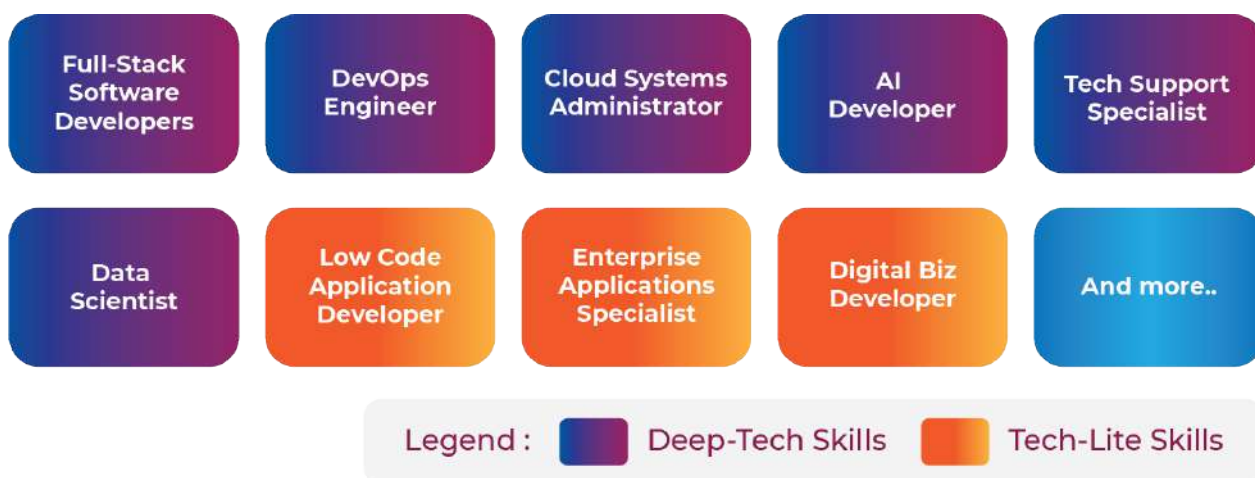 Full-Stack
Software
Developers
DevOps
Engineer
Cloud Systems
Administrator
AI
Developer
Tech Support
Specialist
Data
Scientist
Low Code
Application
Developer
Enterprise
Applications
Specialist
Digital Biz
Developer
And more..
Legend : Deep-Tech Skills Tech-Lite Skills